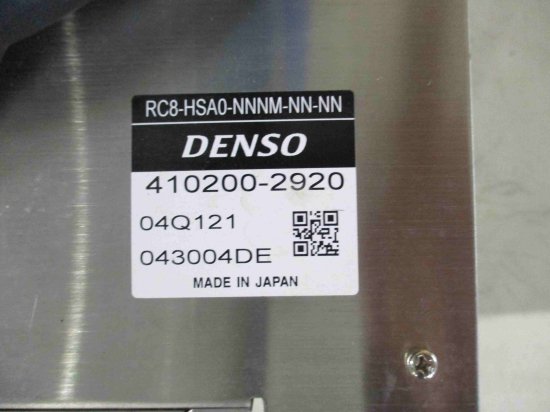 RC8-HSA0-NNNM-NN-NN
DENSO
410200-2920
04Q121
043004DE
MADE IN JAPAN